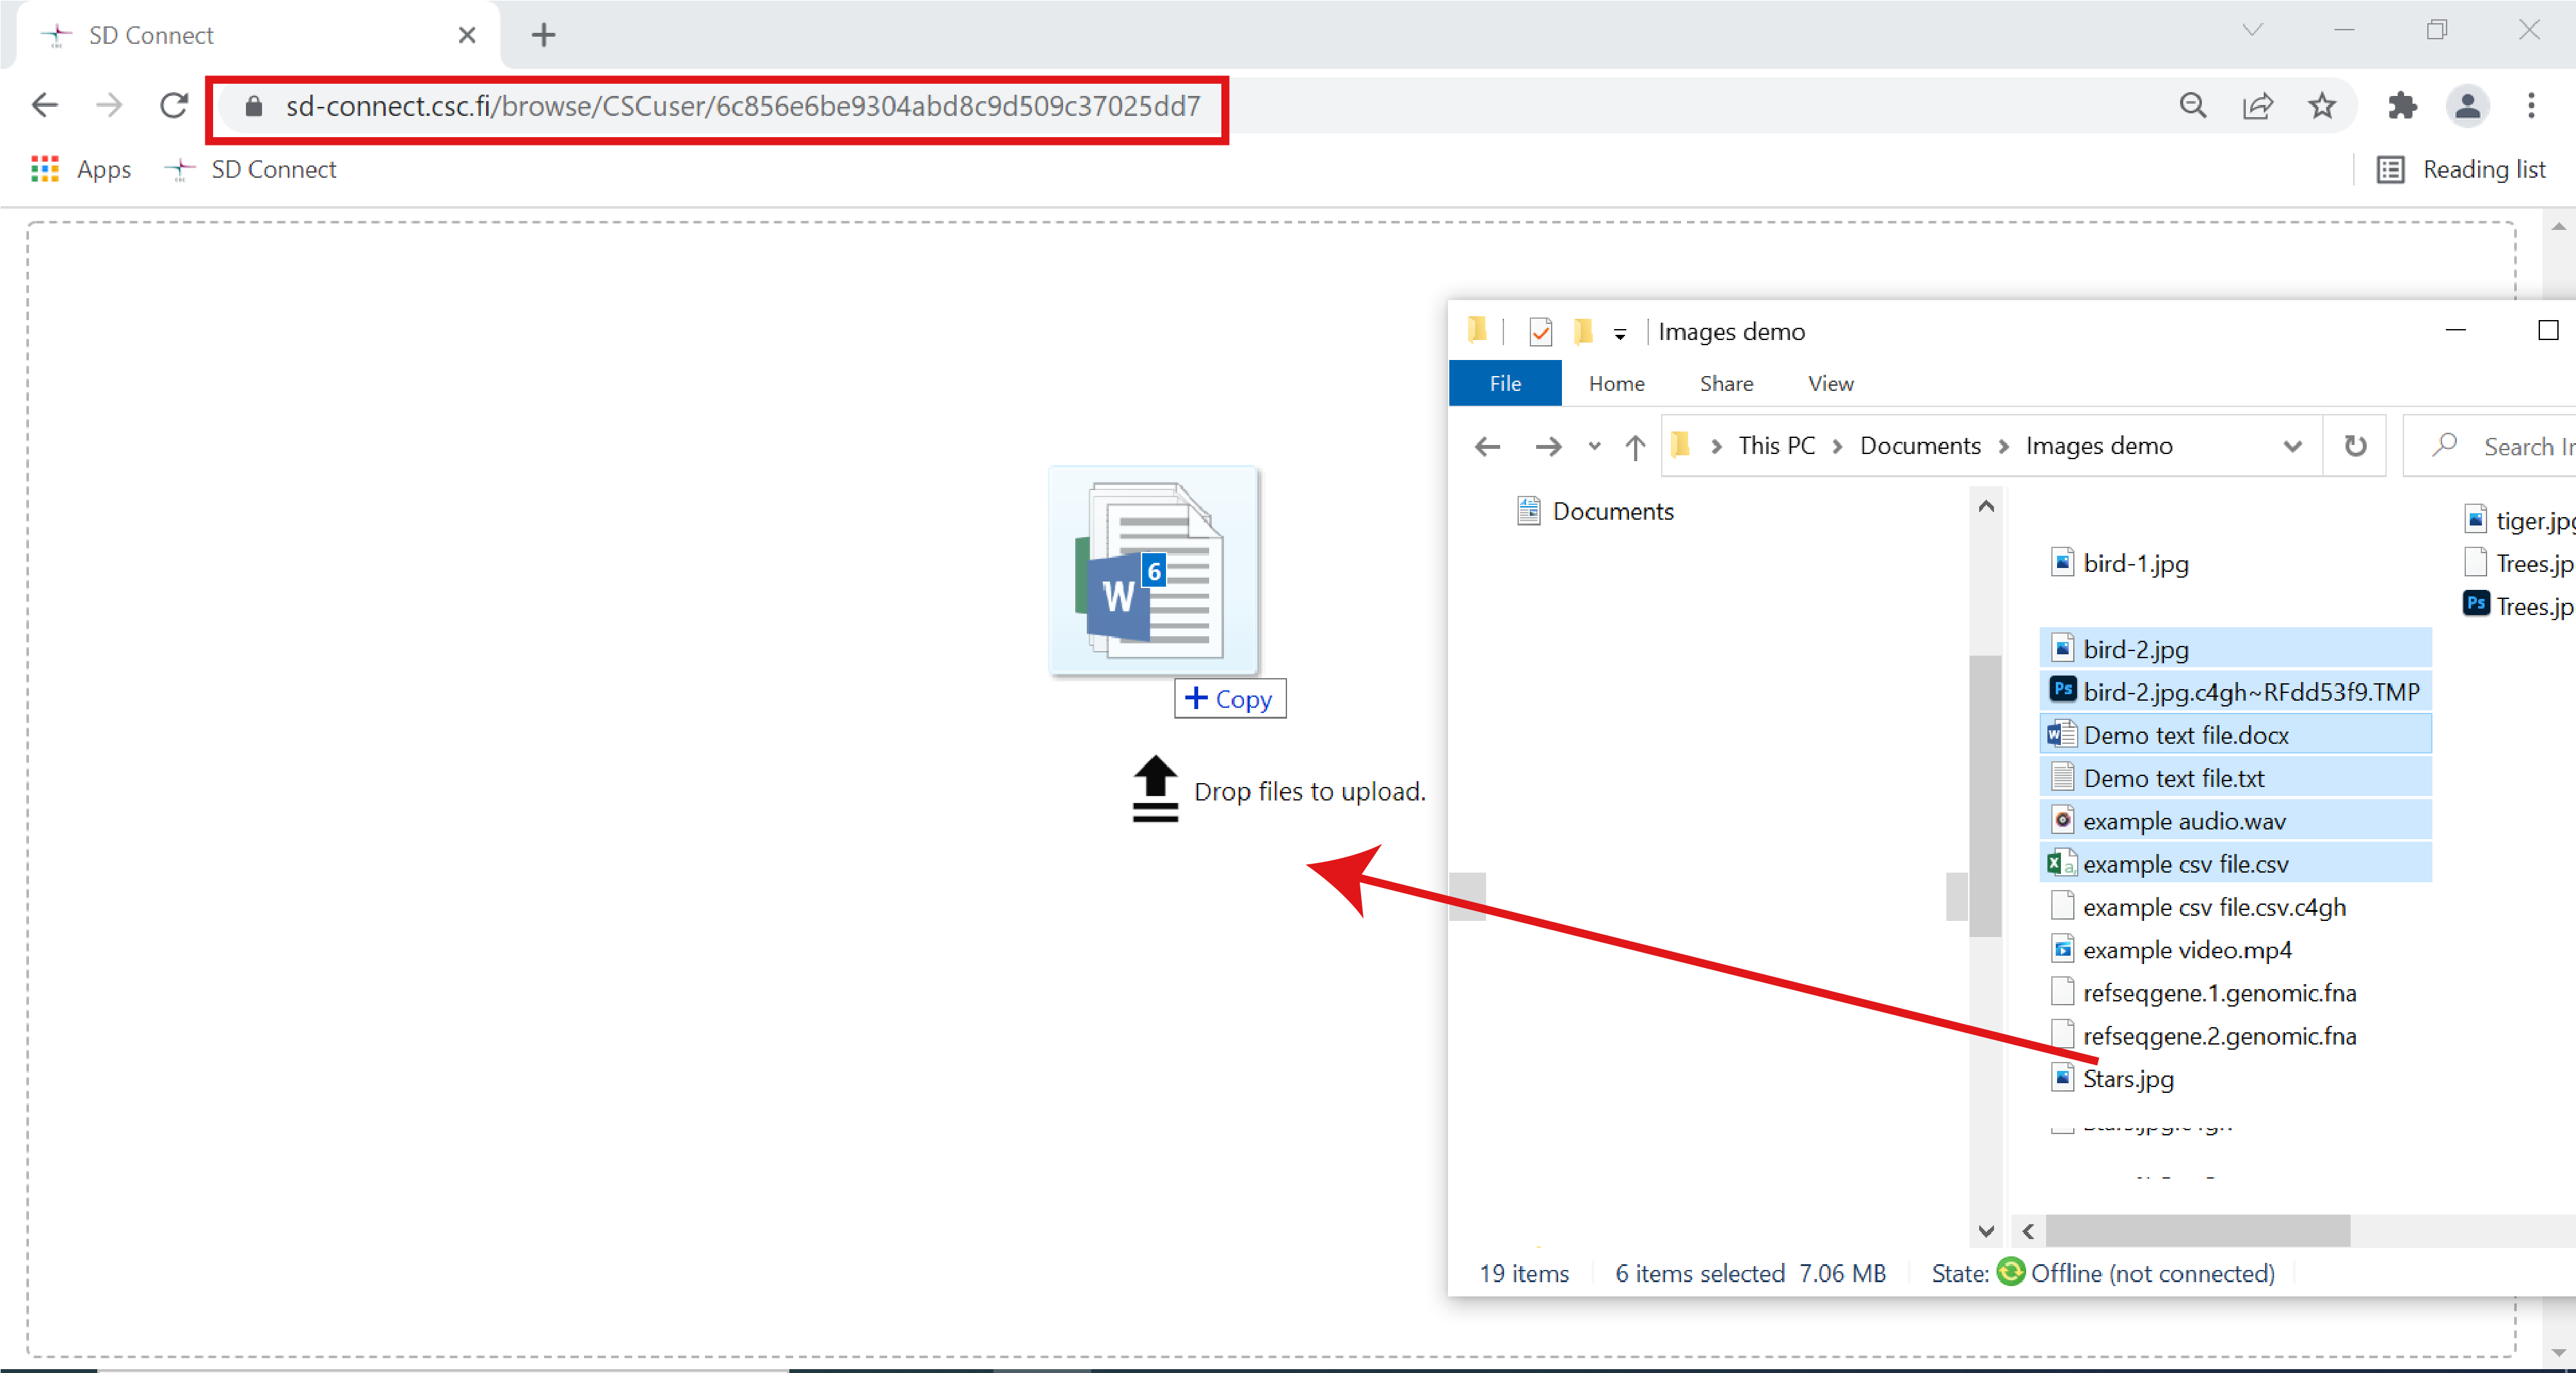 SD Connect
sd-connect.csc.fi/browse/CSCuser/6c856e6be9304abd8c9d509c37025dd7
Apps
SD Connect
Reading list
Images demo
File
Home
Share
View
This PC
Documents
Images demo
Search
Documents
bird-1.jpg
bird-2.jpg
bird-2.jpg.c4gh~RFdd53f9.TMP
Demo text file.docx
Demo text file.txt
example audio.wav
example csv file.csv
example csv file.csv.c4gh
example video.mp4
refseqgene.1.genomic.fna
refseqgene.2.genomic.fna
Stars.jpg
tiger.jpg
Trees.jp
Trees.jp
Ps
Ps
W
6
+ Copy
Drop files to upload.
19 items
6 items selected 7.06 MB
State: Offline (not connected)